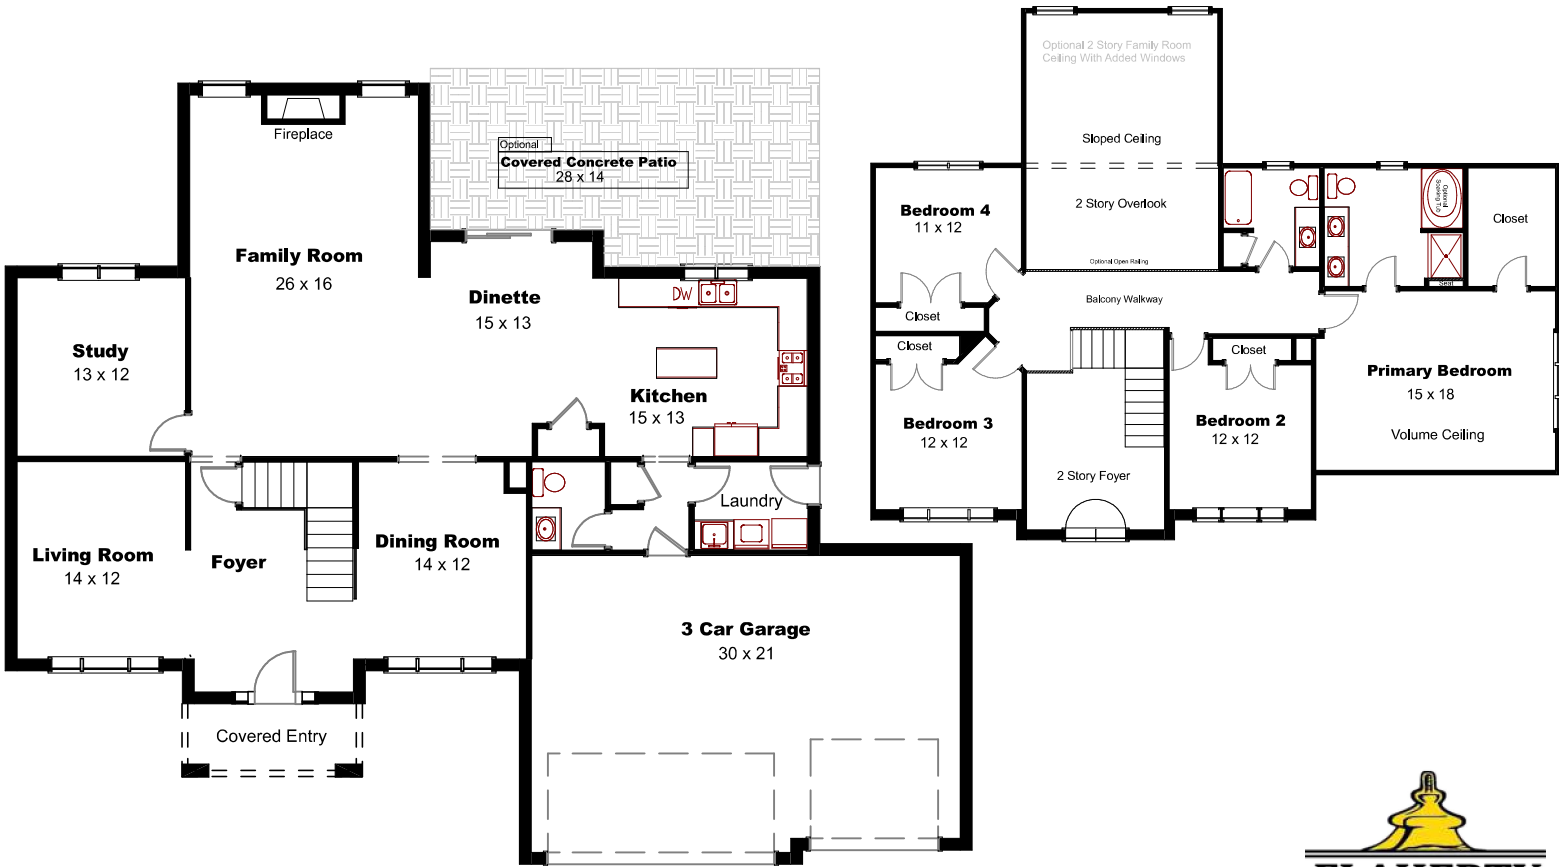 Fireplace
Family Room
26 x 16
Optional
Covered Concrete Patio
28 x 14
Dinette
15 x 13
DW
Kitchen
15 x 13
Study
13 x 12
Living Room
14 x 12
Foyer
Dining Room
14 x 12
Laundry
3 Car Garage
30 x 21
Covered Entry
Optional 2 Story Family Room
Ceiling With Added Windows
Sloped Ceiling
2 Story Overlook
Optional Open Railing
Balcony Walkway
Bedroom 4
11 x 12
Closet
Closet
Bedroom 3
12 x 12
2 Story Foyer
Closet
Bedroom 2
12 x 12
Optional
Soaking Tub
Seat
Closet
Primary Bedroom
15 x 18
Volume Ceiling